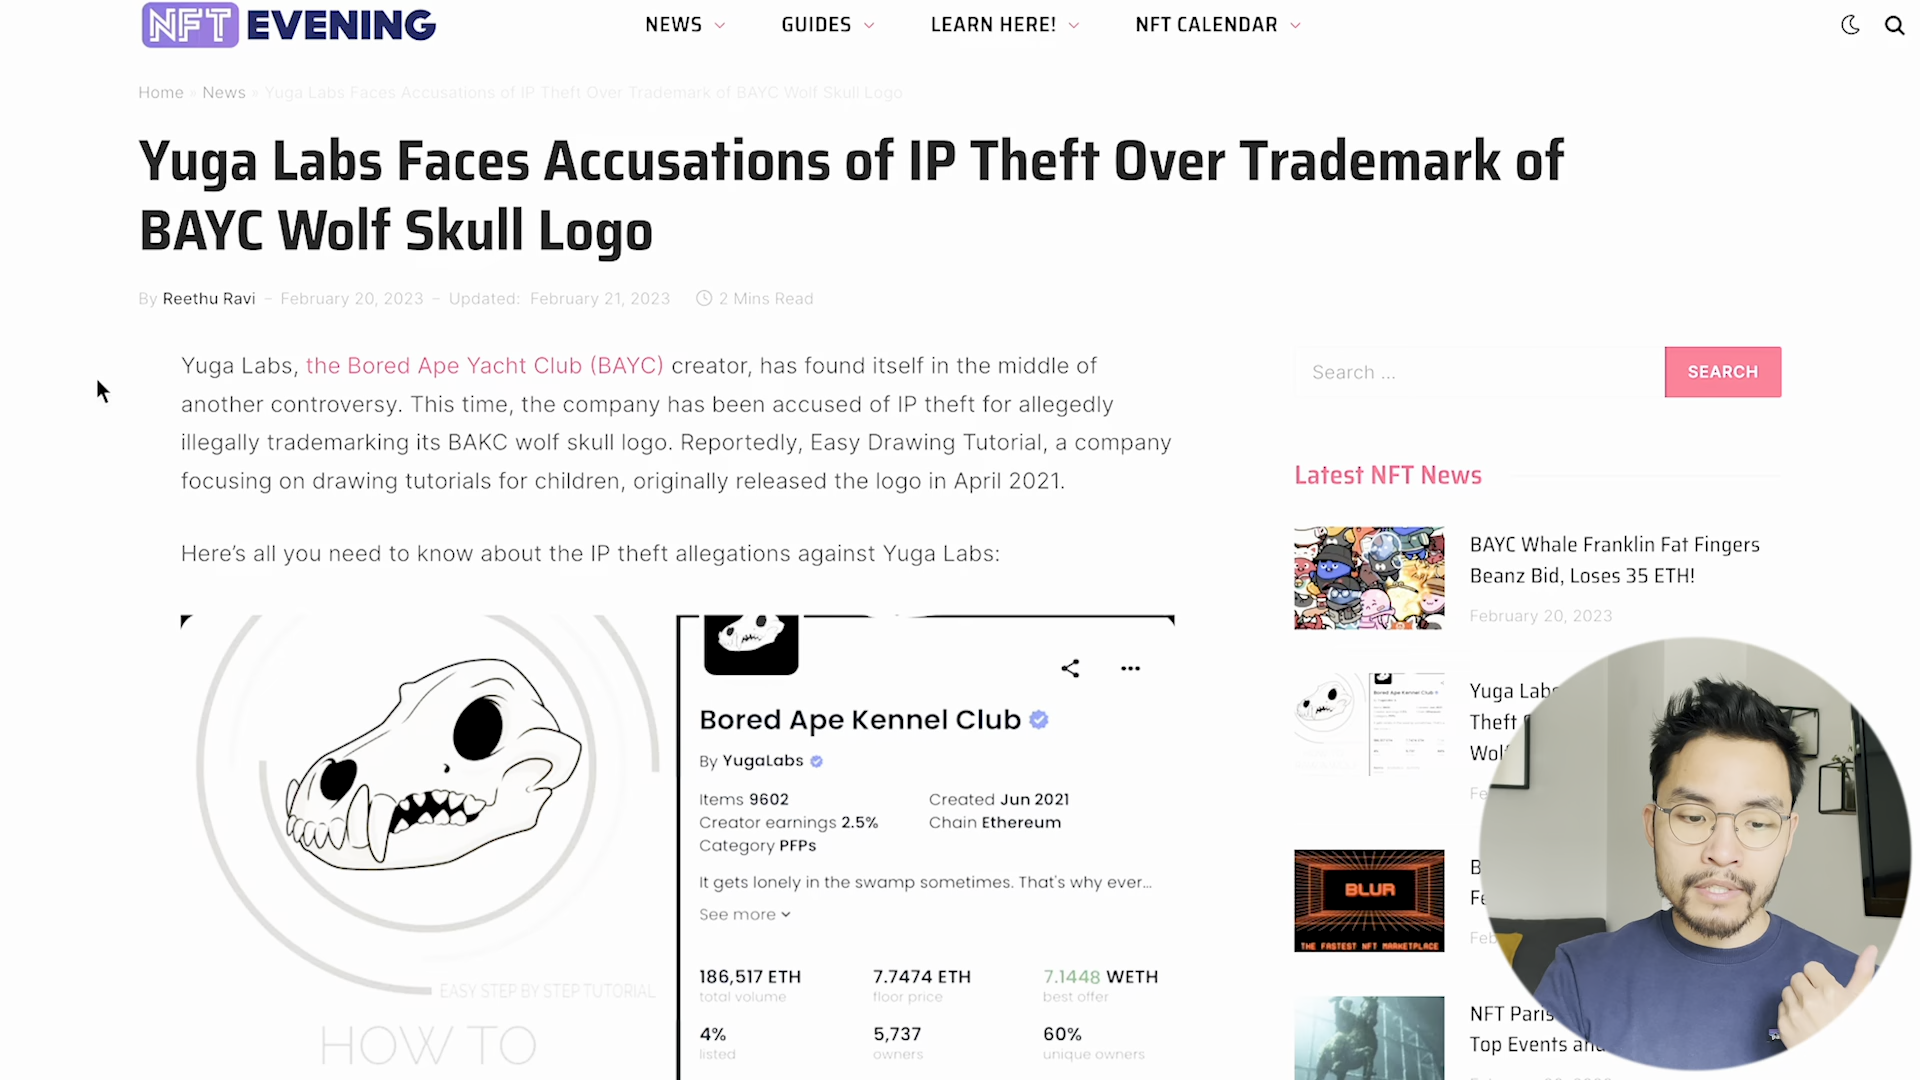 NFT EVENING
NEWS
GUIDES
LEARN HERE!
NFT CALENDAR
Home » News » Yuga Labs Faces Accusations of IP Theft Over Trademark of BAYC Wolf Skull Logo
Yuga Labs Faces Accusations of IP Theft Over Trademark of
BAYC Wolf Skull Logo
By Reethu Ravi – February 20, 2023 – Updated: February 21, 2023 2 Mins Read
Yuga Labs, the Bored Ape Yacht Club (BAYC) creator, has found itself in the middle of
another controversy. This time, the company has been accused of IP theft for allegedly
illegally trademarking its BAKC wolf skull logo. Reportedly, Easy Drawing Tutorial, a company
focusing on drawing tutorials for children, originally released the logo in April 2021.
Here's all you need to know about the IP theft allegations against Yuga Labs:
EASY STEP BY STEP TUTORIAL
HOW TO
Bored Ape Kennel Club
By YugaLabs
Items 9602
Created Jun 2021
Creator earnings 2.5%
Chain Ethereum
Category PFPs
It gets lonely in the swamp sometimes. That's why ever...
See more
186,517 ETH
7.7474 ETH
7.1448 WETH
total volume
floor price
best offer
4%
5,737
60%
listed
owners
unique owners
Search ...
SEARCH
Latest NFT News
BAYC Whale Franklin Fat Fingers
Beanz Bid, Loses 35 ETH!
February 20, 2023
Bored Ape Kennel Club
Yuga Labs
Theft
BLUR
THE FASTEST NFT MARKETPLACE
NFT Paris
Top Events